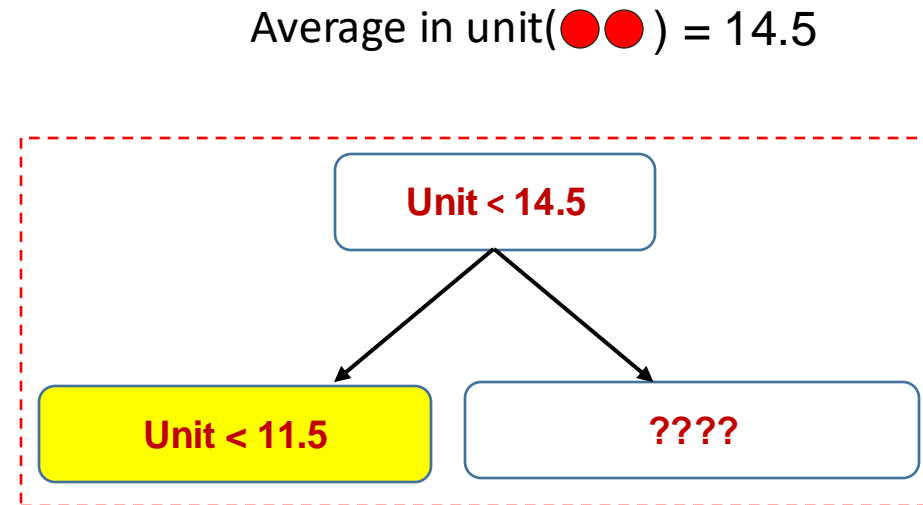 Average in unit( ) = 14.5
Unit < 14.5
Unit < 11.5
????